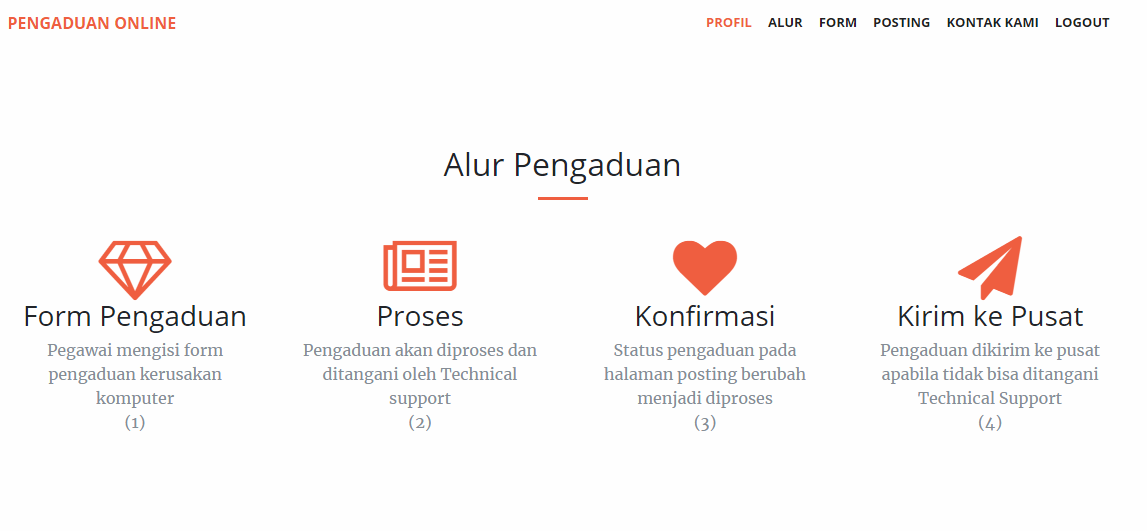 PENGADUAN ONLINE
PROFIL ALUR FORM POSTING KONTAK KAMI LOGOUT
Alur Pengaduan
Form Pengaduan
Pegawai mengisi form
pengaduan kerusakan
komputer
(1)
Proses
Pengaduan akan diproses dan
ditangani oleh Technical
support
(2)
Konfirmasi
Status pengaduan pada
halaman posting berubah
menjadi diproses
(3)
Kirim ke Pusat
Pengaduan dikirim ke pusat
apabila tidak bisa ditangani
Technical Support
(4)